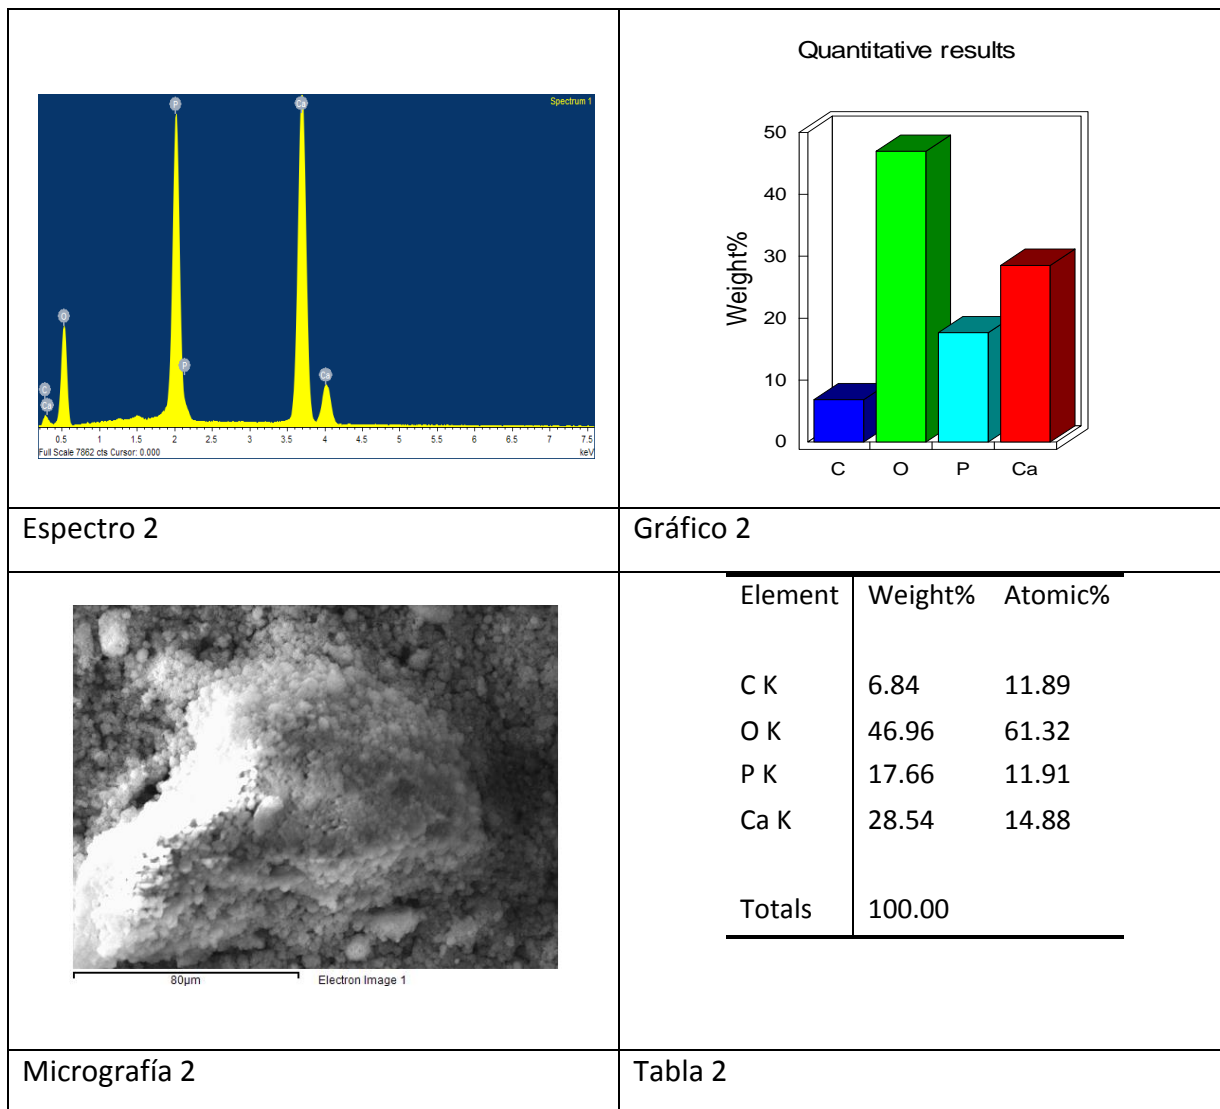 Spectrum 1
P
Ca
O
P
Ca
C
Ca
0.5 1 1.5 2 2.5 3 3.5 4 4.5 5 5.5 6 6.5 7 7.5
Full Scale 7862 cts Cursor: 0.000 keV
Quantitative results
Weight%
50
40
30
20
10
0
C O P Ca
Espectro 2
Gráfico 2
80µm Electron Image 1
Element Weight% Atomic%
C K 6.84 11.89
O K 46.96 61.32
P K 17.66 11.91
Ca K 28.54 14.88
Totals 100.00
Micrografía 2
Tabla 2